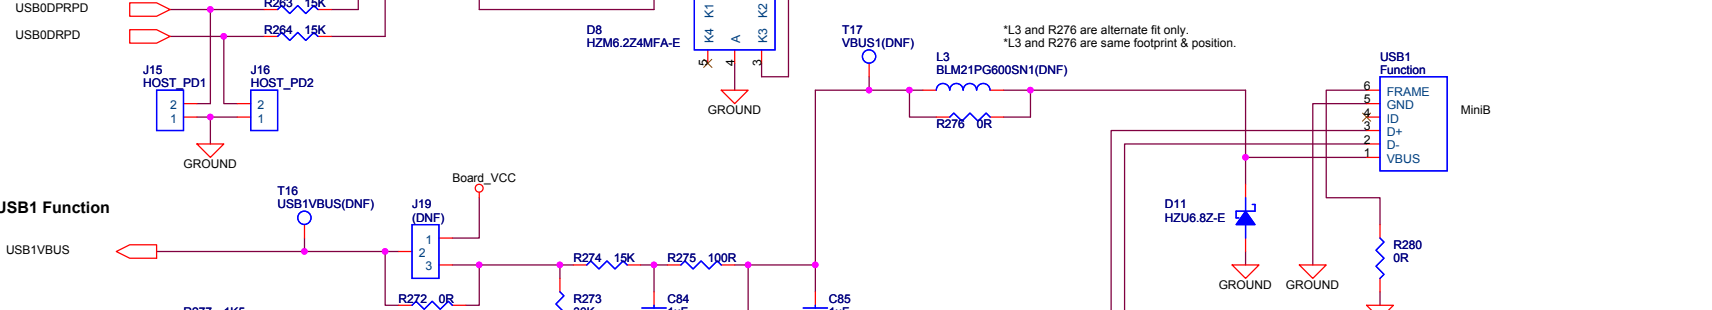 USB0DPRPD
R263 15K
USB0DRPD
R264 15K
J15
HOST_PD1
2
1
J16
HOST_PD2
2
1
GROUND
D8
HZM6.2Z4MFA-E
K1
K2
K4
A
K3
5
4
3
GROUND
T17
VBUS1(DNF)
*L3 and R276 are alternate fit only.
*L3 and R276 are same footprint & position.
L3
BLM21PG600SN1(DNF)
R276 0R
USB1
Function
6 FRAME
5 GND
4 ID
3 D+
2 D-
1 VBUS
MiniB
USB1 Function
T16
USB1VBUS(DNF)
Board_VCC
J19
(DNF)
1
2
3
USB1VBUS
R272 0R
R274 15K
R275 100R
R273
C84
C85
D11
HZU6.8Z-E
GROUND
GROUND
R280
0R